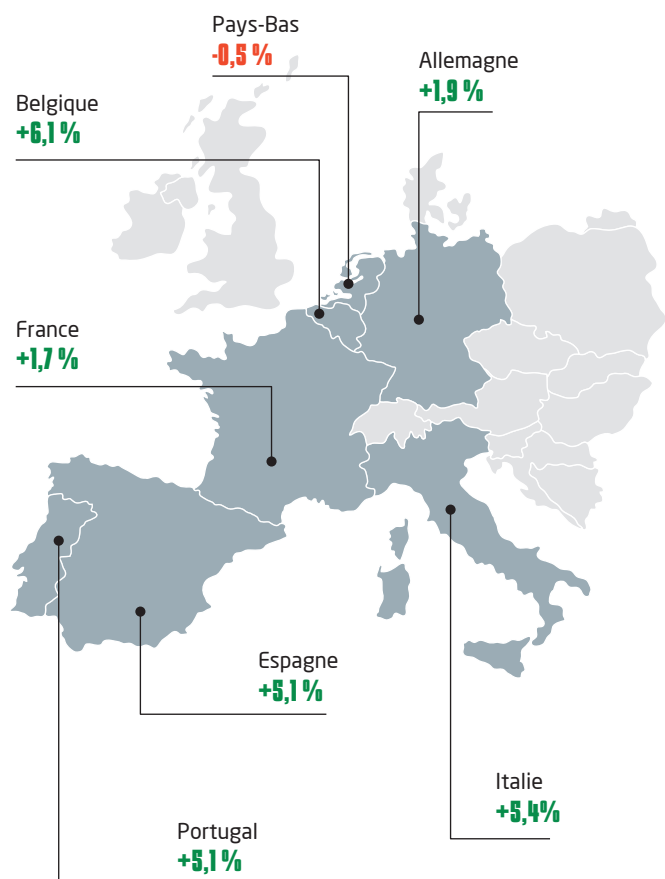 Pays-Bas
-0,5 %
Allemagne
+1,9 %
Belgique
+6,1 %
France
+1,7 %
Espagne
+5,1 %
Italie
+5,4%
Portugal
+5,1 %